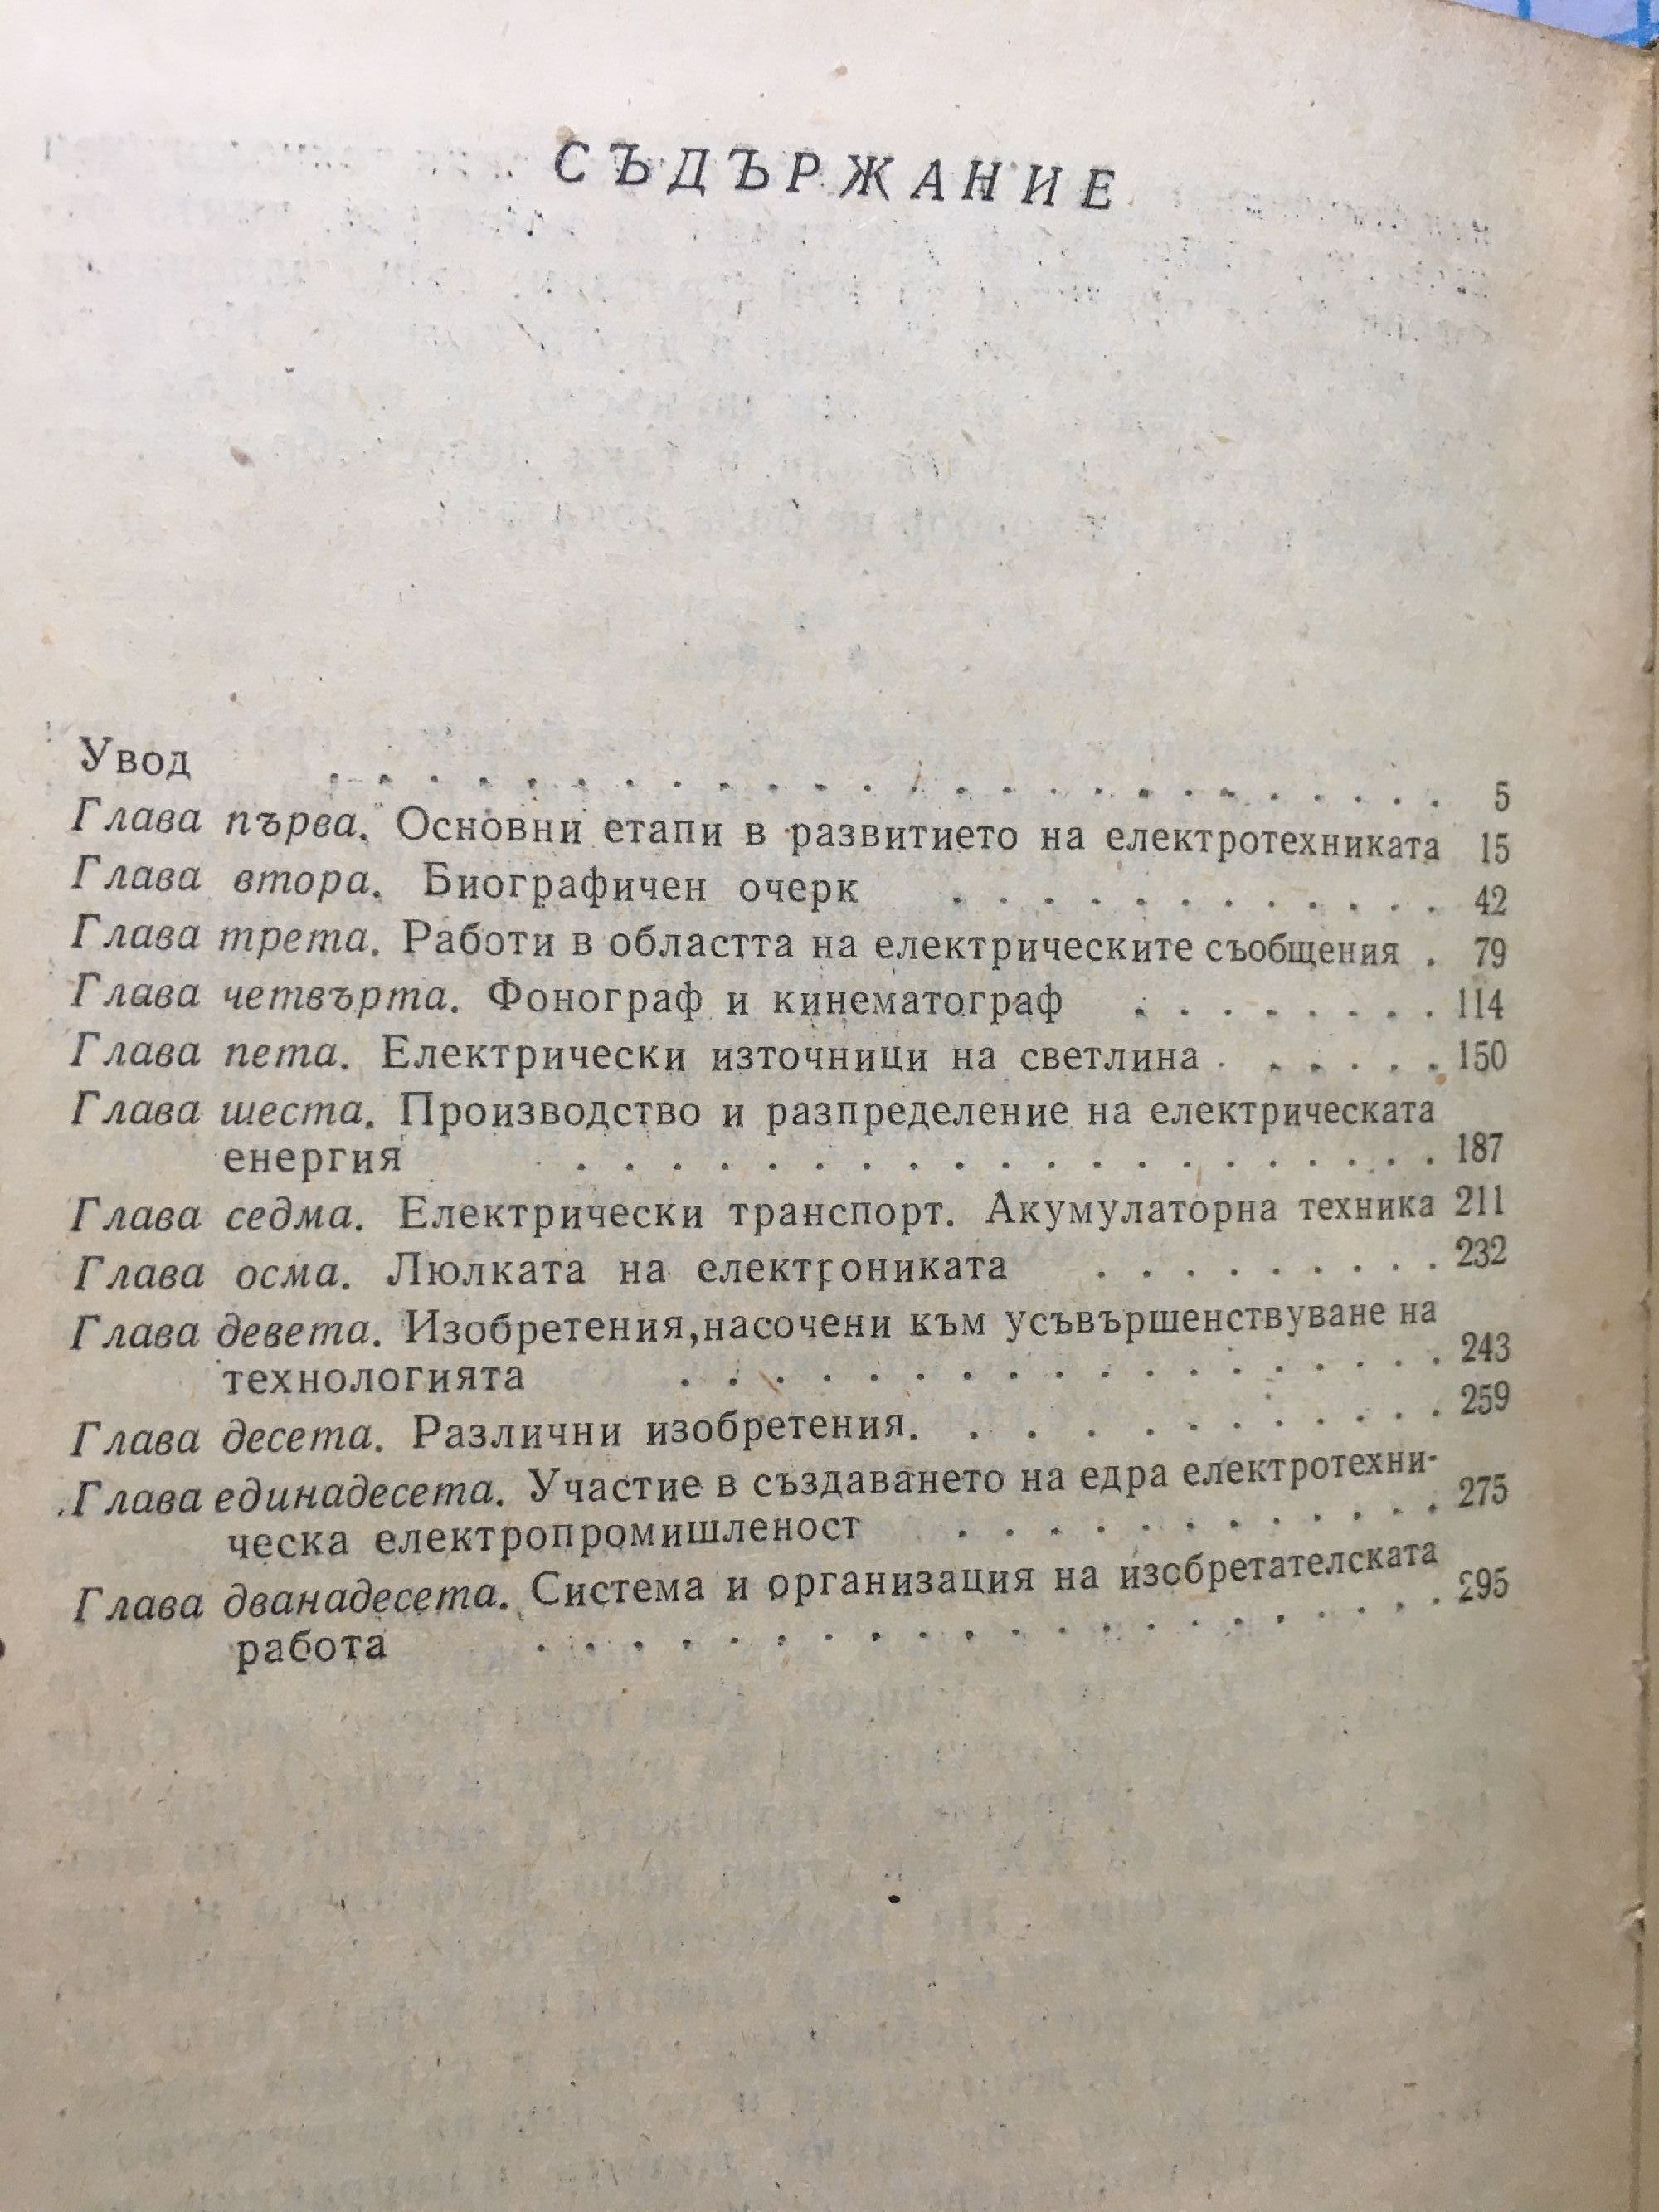 СЪДЪРЖАНИЕ
Увод . . . . . . . . . . . . . . . . . . . . . . . 5
Глава първа. Основни етапи в развитието на електротехниката 15
Глава втора. Биографичен очерк . . . . . . . . . . . 42
Глава трета. Работи в областта на електрическите съобщения . 79
Глава четвърта. Фонограф и кинематограф . . . . . . . 114
Глава пета. Електрически източници на светлина . . . . . . 150
Глава шеста. Производство и разпределение на електрическата
енергия . . . . . . . . . . . . . . . . . . . 187
Глава седма. Електрически транспорт. Акумулаторна техника 211
Глава осма. Люлката на електрониката . . . . . . . . 232
Глава девета. Изобретения,насочени към усъвършенствуване на
технологията . . . . . . . . . . . . . . . . 243
Глава десета. Различни изобретения. . . . . . . . . . . 259
Глава единадесета. Участие в създаването на едра електротехни-
ческа електропромишленост . . . . . . . . . . . 275
Глава дванадесета. Система и организация на изобретателската
работа . . . . . . . . . . . . . . . . . . . . 295